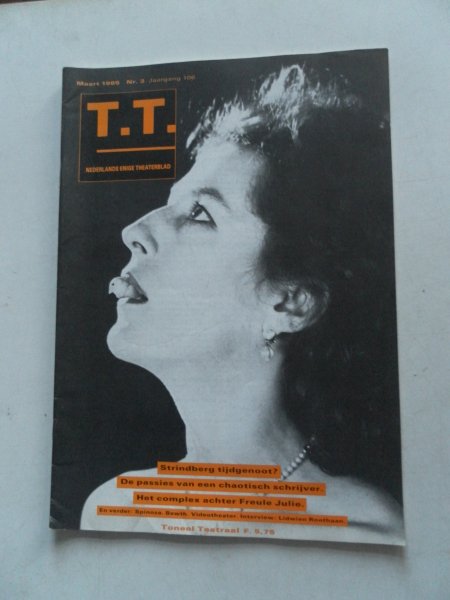 Maart 1985 Nr. 3 Jaargang 106
T.T.
NEDERLANDS ENIGE THEATERBLAD
Strindberg tijdgenoot?
De passies van een chaotisch schrijver.
Het complex achter Freule Julie.
En verder: Spinoza. Bewth. Videotheater. Interview: Lidwien Roothaan.
Toneel Teatraal F. 5,75